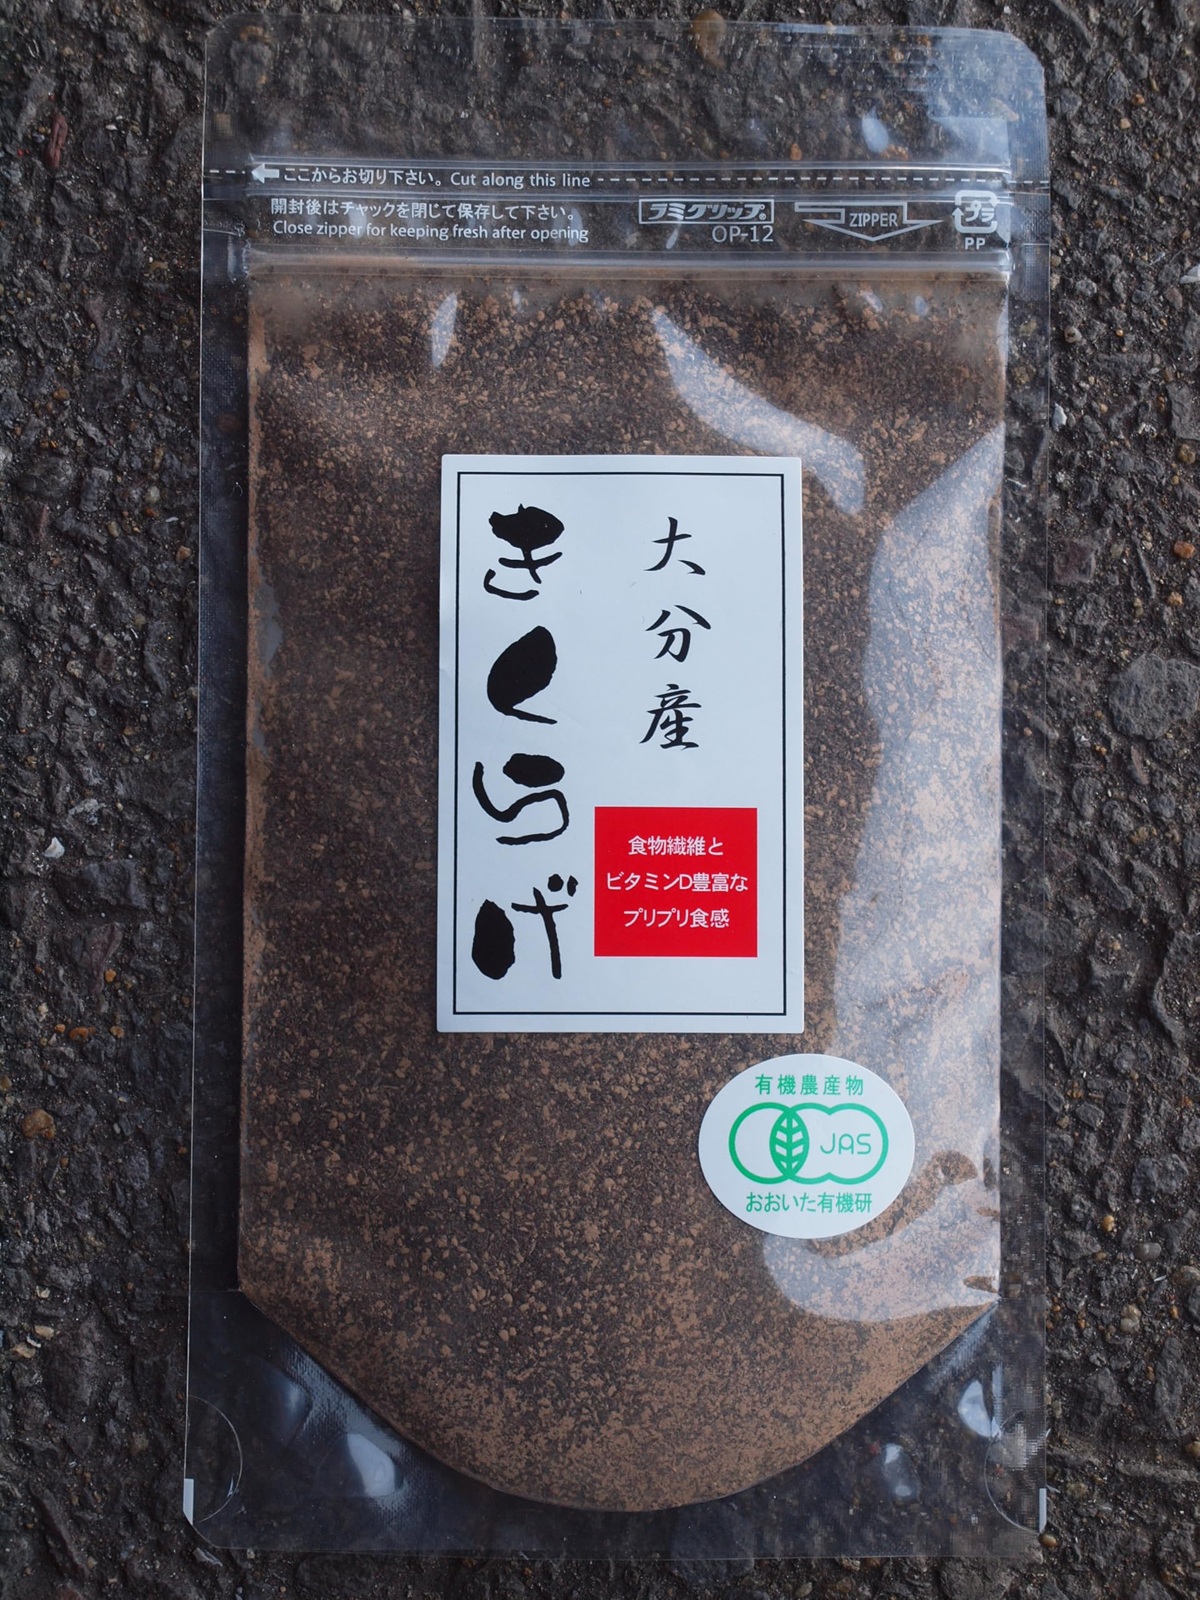 ここからお切り下さい。 Cut along this line
開封後はチャックを閉じて保存して下さい。
Close zipper for keeping fresh after opening
ラミグリップ®
OP-12
ZIPPER
プラ
PP
大分産
きくらげ
食物繊維と
ビタミンD豊富な
プリプリ食感
有機農産物
JAS
おおいた有機研